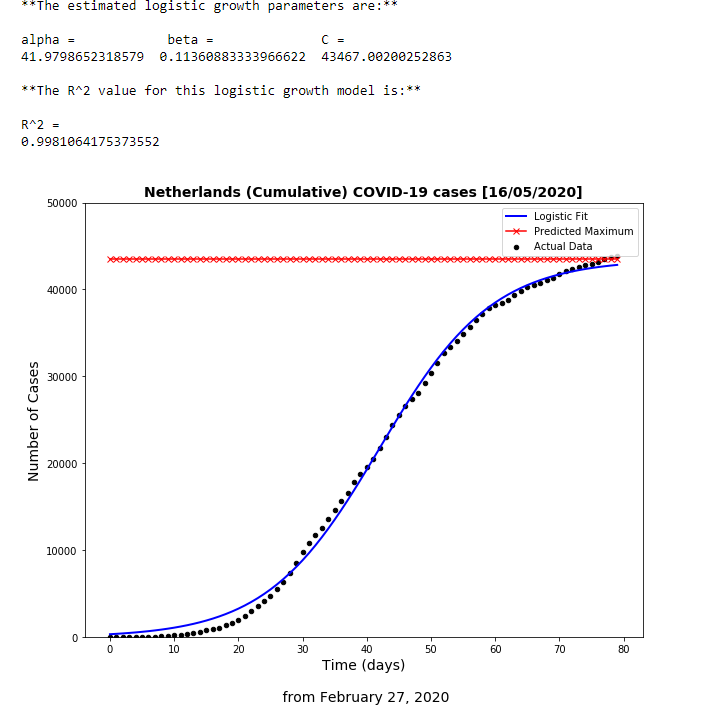 **The estimated logistic growth parameters are:**
alpha = beta = C =
41.9798652318579 0.11360883333966622 43467.00200252863
**The R^2 value for this logistic growth model is:**
R^2 =
0.9981064175373552
Netherlands (Cumulative) COVID-19 cases [16/05/2020]
Logistic Fit
Predicted Maximum
Actual Data
Number of Cases
50000
40000
30000
20000
10000
0
0 10 20 30 40 50 60 70 80
Time (days)
from February 27, 2020